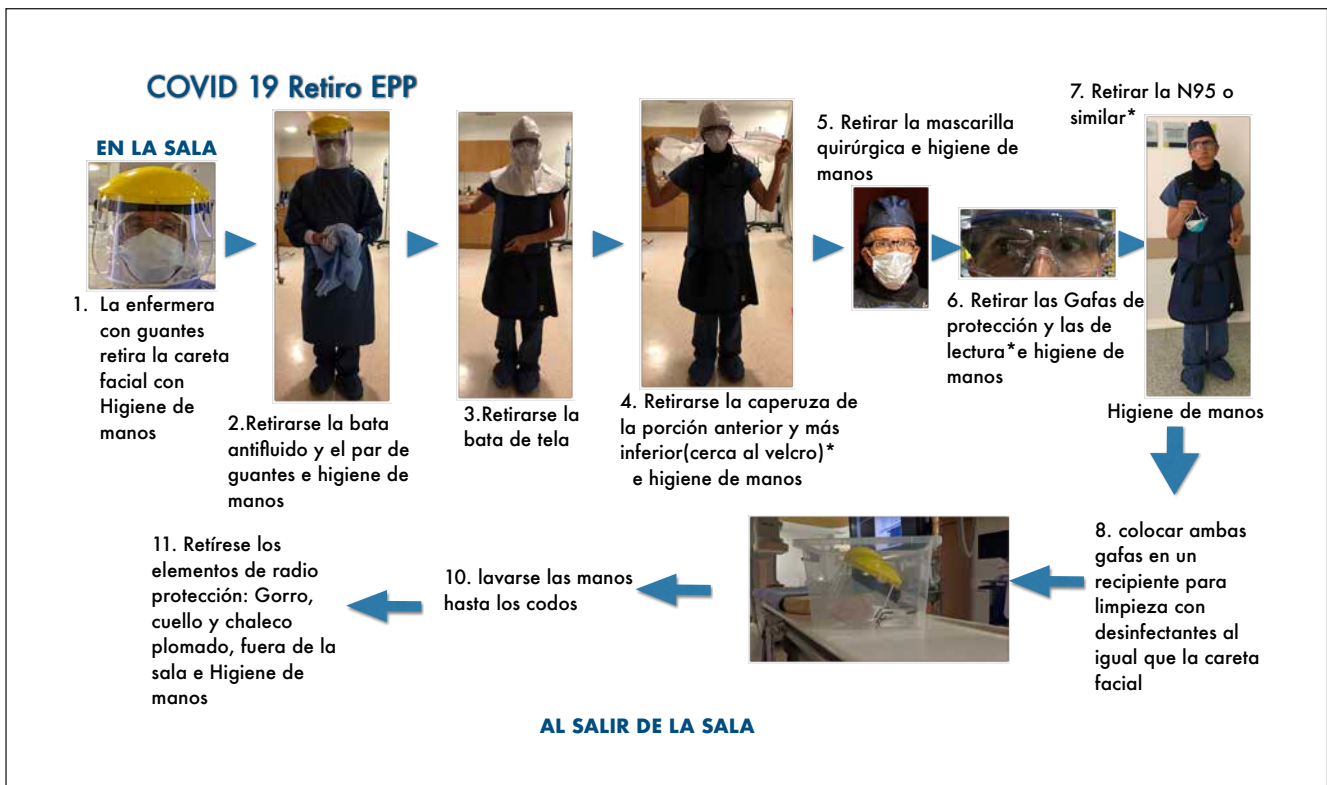 COVID 19 Retiro EPP
EN LA SALA
1. La enfermera
con guantes
retira la careta
facial con
Higiene de
manos
2.Retirarse la bata
antifluido y el par de
guantes e higiene de
manos
3.Retirarse la
bata de tela
4. Retirarse la caperuza de
la porción anterior y más
inferior(cerca al velcro)*
e higiene de manos
5. Retirar la mascarilla
quirúrgica e higiene de
manos
6. Retirar las Gafas de
protección y las de
lectura*e higiene de
manos
7. Retirar la N95 o
similar*
Higiene de manos
8. colocar ambas
gafas en un
recipiente para
limpieza con
desinfectantes al
igual que la careta
facial
10. lavarse las manos
hasta los codos
11. Retírese los
elementos de radio
protección: Gorro,
cuello y chaleco
plomado, fuera de la
sala e Higiene de
manos
AL SALIR DE LA SALA